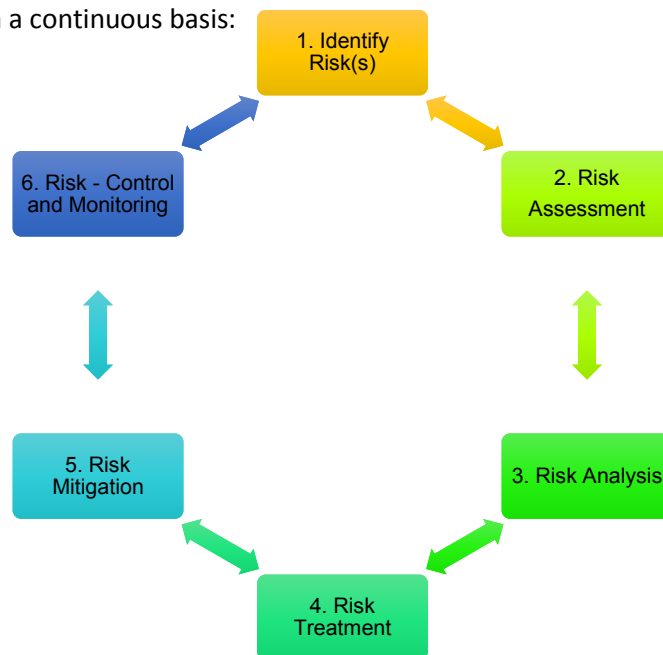 a continuous basis:
1. Identify
Risk(s)
2. Risk
Assessment
3. Risk Analysis
4. Risk
Treatment
5. Risk
Mitigation
6. Risk - Control
and Monitoring